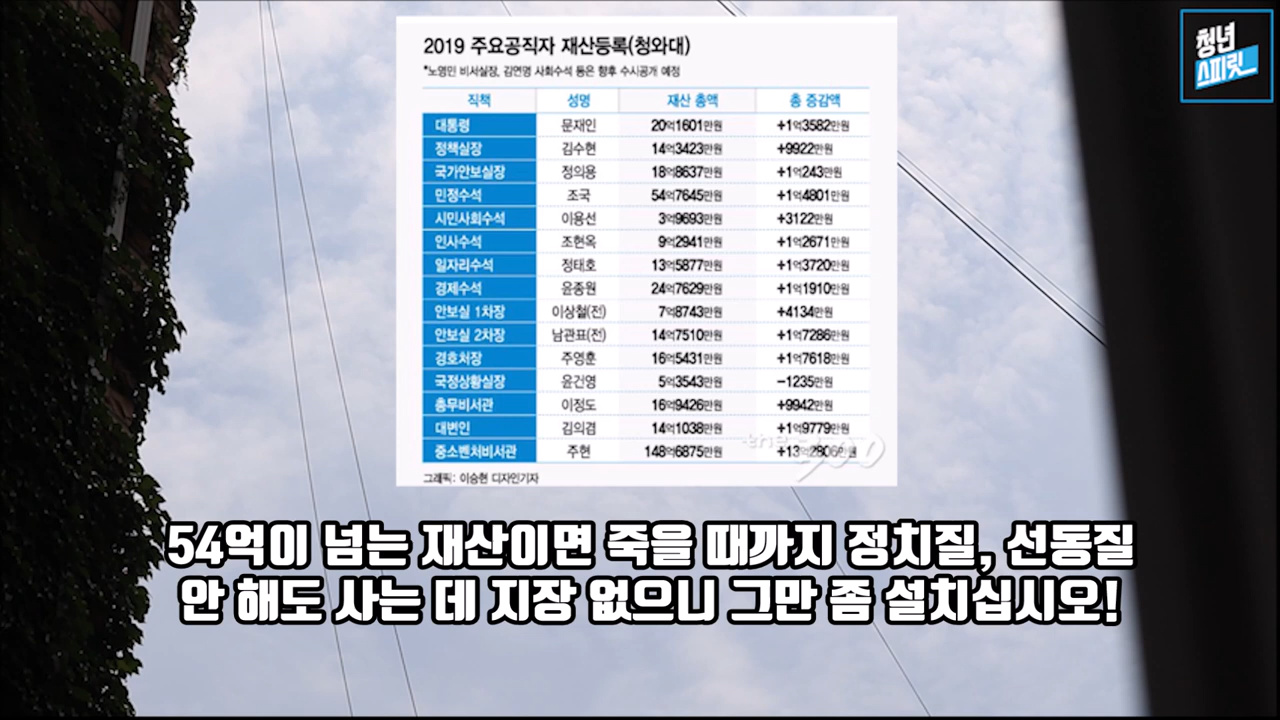 청년
스피릿
2019 주요공직자 재산등록(청와대)
*노영민 비서실장, 김연명 사회수석 등은 향후 수시공개 예정
직책 성명 재산 총액 총 증감액
대통령 문재인 20억1601만원 +1억3582만원
정책실장 김수현 14억3423만원 +9922만원
국가안보실장 정의용 18억8637만원 +1억243만원
민정수석 조국 54억7645만원 +1억4801만원
시민사회수석 이용선 3억9693만원 +3122만원
인사수석 조현옥 9억2941만원 +1억2671만원
일자리수석 정태호 13억5877만원 +1억3720만원
경제수석 윤종원 24억7629만원 +1억1910만원
안보실 1차장 이상철(전) 7억8743만원 +4134만원
안보실 2차장 남관표(전) 14억7510만원 +1억7286만원
경호처장 주영훈 16억5431만원 +1억7618만원
국정상황실장 윤건영 5억3543만원 -1235만원
총무비서관 이정도 16억9426만원 +9942만원
대변인 김의겸 14억1038만원 +1억9779만원
중소벤처비서관 주현 148억6875만원 +13억2806만원
the 300
그래픽: 이승현 디자인기자
54억이 넘는 재산이면 죽을 때까지 정치질, 선동질
안 해도 사는 데 지장 없으니 그만 좀 설치십시오!